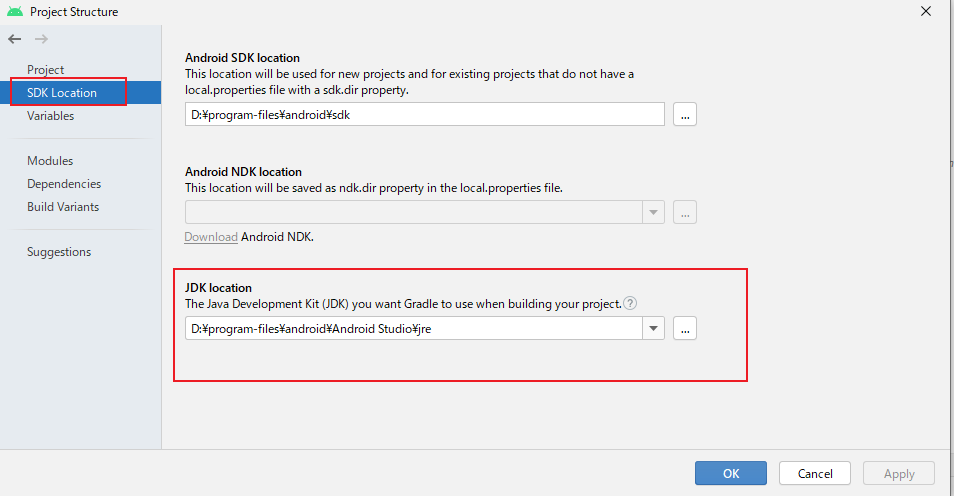 Project Structure
Project
SDK Location
Variables
Modules
Dependencies
Build Variants
Suggestions
Android SDK location
This location will be used for new projects and for existing projects that do not have a
local.properties file with a sdk.dir property.
D:¥program-files¥android¥sdk
...
Android NDK location
This location will be saved as ndk.dir property in the local.properties file.
...
Download Android NDK.
JDK location
The Java Development Kit (JDK) you want Gradle to use when building your project. ?
D:¥program-files¥android¥Android Studio¥jre
...
OK
Cancel
Apply